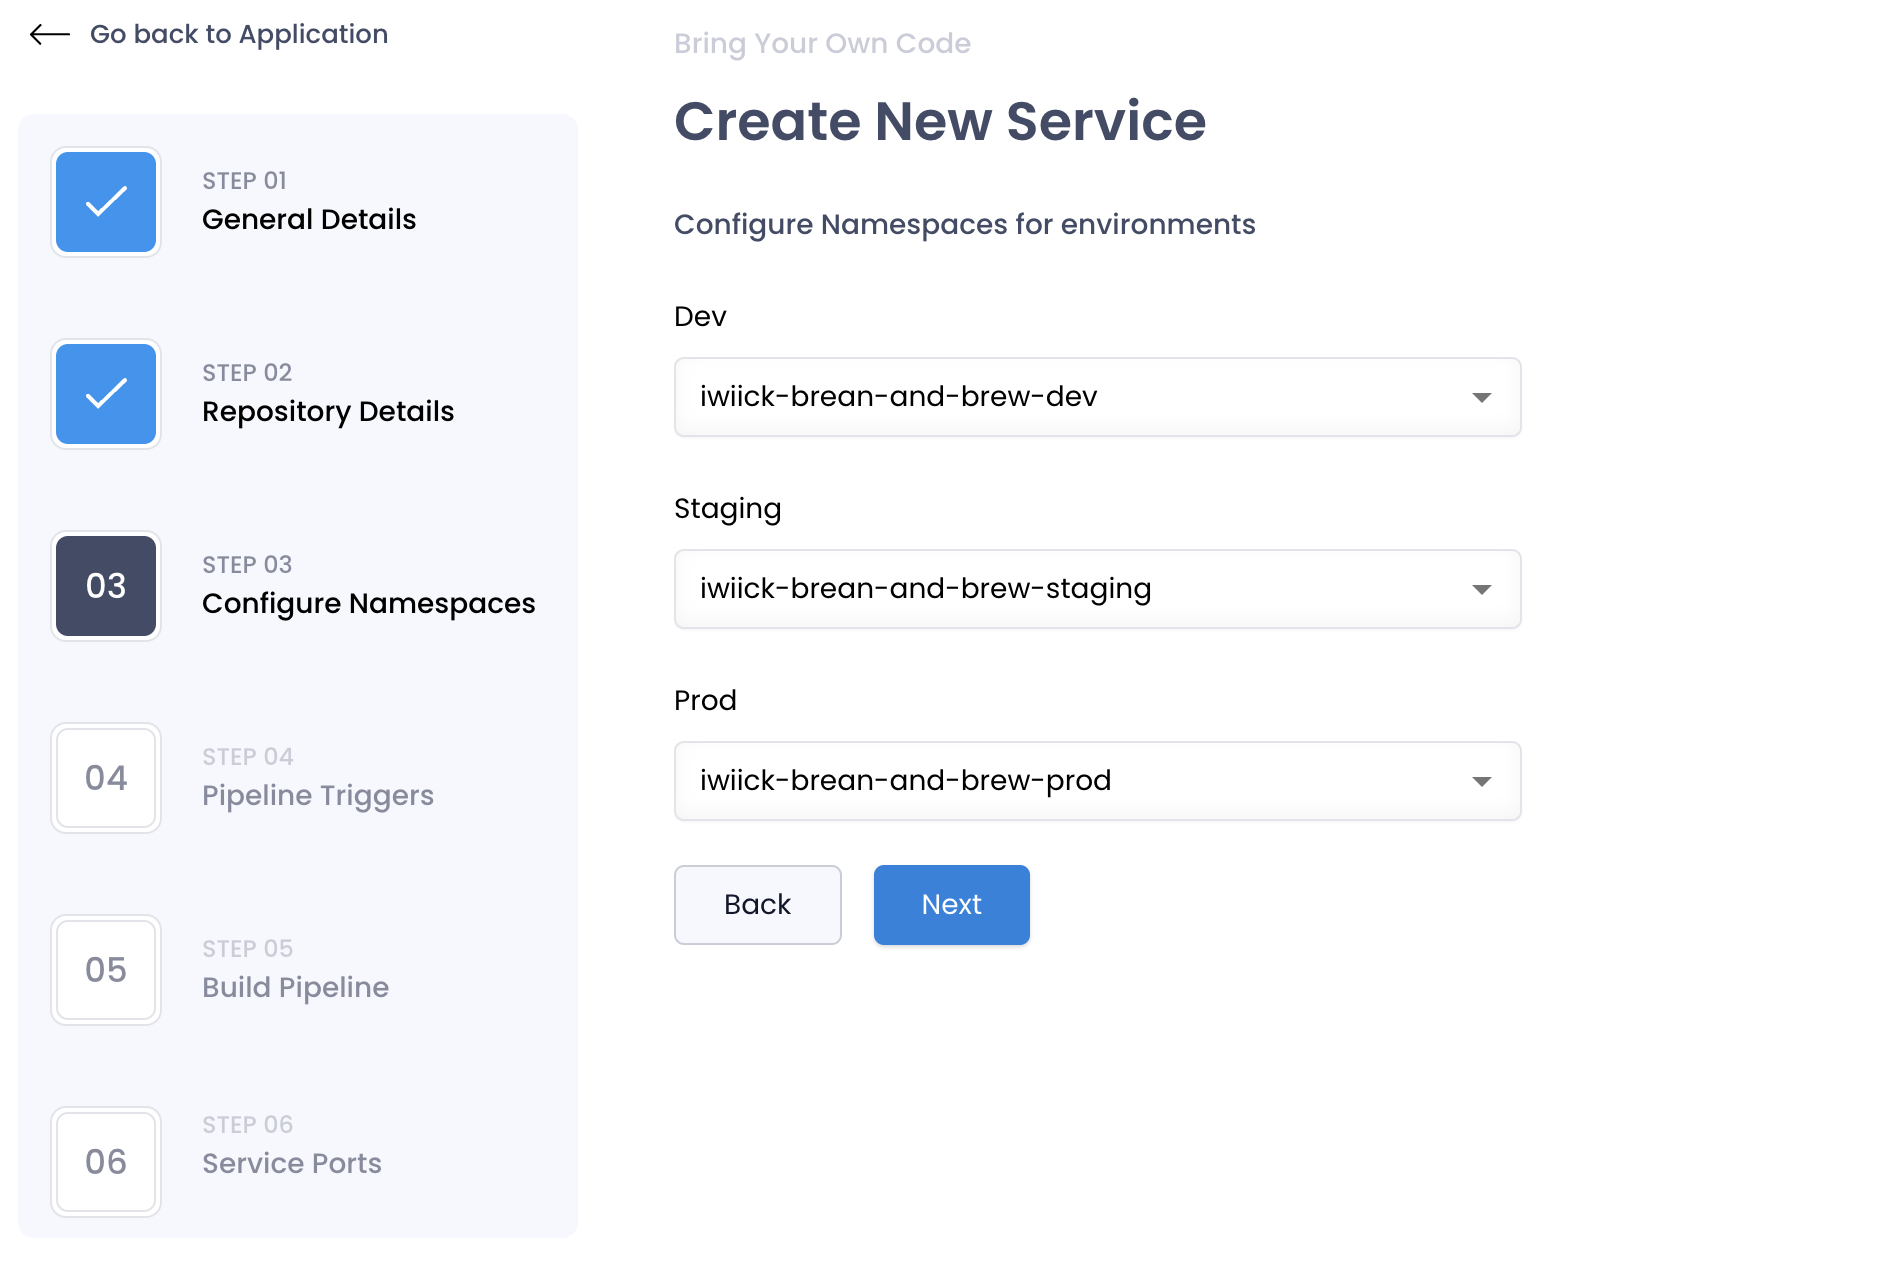 Go back to Application
STEP 01
General Details
STEP 02
Repository Details
03
STEP 03
Configure Namespaces
04
STEP 04
Pipeline Triggers
05
STEP 05
Build Pipeline
06
STEP 06
Service Ports
Bring Your Own Code
Create New Service
Configure Namespaces for environments
Dev
iwiick-brean-and-brew-dev
Staging
iwiick-brean-and-brew-staging
Prod
iwiick-brean-and-brew-prod
Back
Next